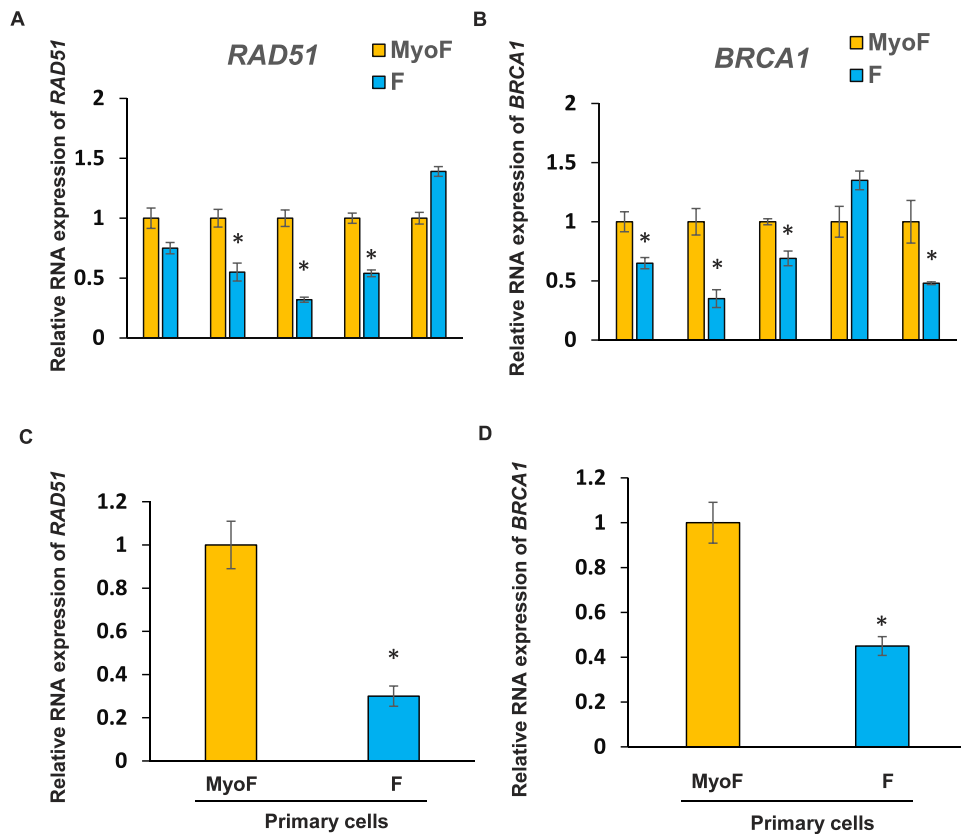 A
RAD51
MyoF
F
Relative RNA expression of RAD51
2
1.5
1
0.5
0
*
*
*
B
BRCA1
MyoF
F
Relative RNA expression of BRCA1
2
1.5
1
0.5
0
*
*
*
*
C
Relative RNA expression of RAD51
1.2
1
0.8
0.6
0.4
0.2
0
*
MyoF F
Primary cells
D
Relative RNA expression of BRCA1
1.2
1
0.8
0.6
0.4
0.2
0
*
MyoF F
Primary cells